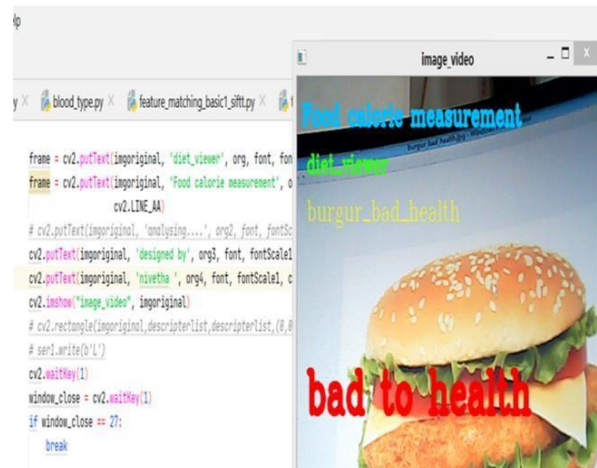 lp
y × blood_type.py × feature_matching_basic1_siftt.py ×
frame = cv2.putText(imgoriginal, 'diet_viewer', org, font, fon
frame = cv2.putText(imgoriginal, 'Food calorie measurement', o
cv2.LINE_AA)
# cv2.putText(imgoriginal, 'analysing....', org2, font, fontSc
cv2.putText(imgoriginal, 'designed by', org3, font, fontScale1
cv2.putText(imgoriginal, 'nivetha ', org4, font, fontScale1, c
cv2.imshow("image_video", imgoriginal)
# cv2.rectangle(imgoriginal,descripterlist,descripterlist,(0,0
# ser1.write(b'L')
cv2.waitKey(1)
window_close = cv2.waitKey(1)
if window_close == 27:
break
image_video
Food calorie measurement
diet_viewer
burgur_bad_health
bad to health